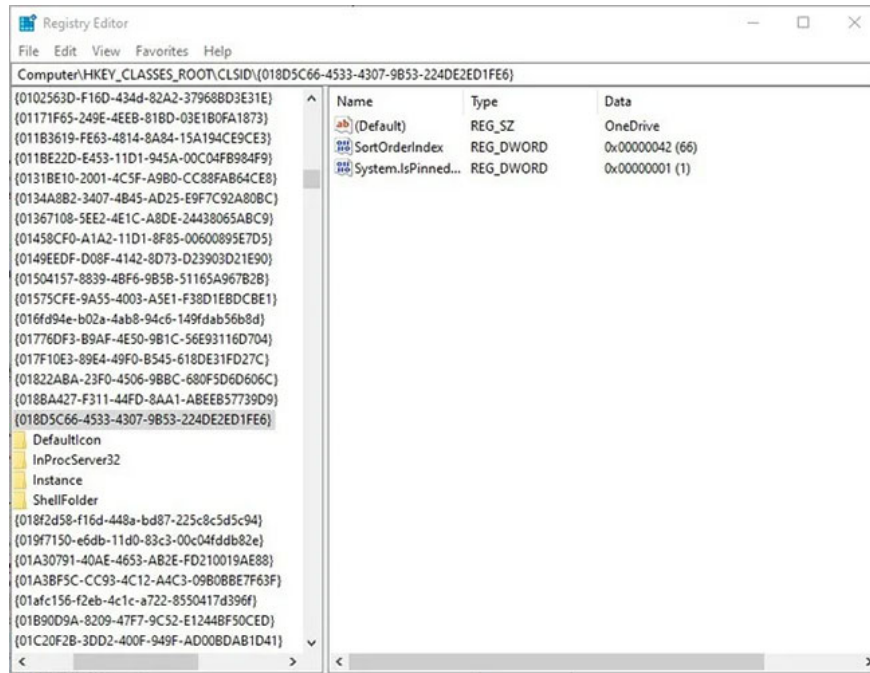 Registry Editor
File Edit View Favorites Help
Computer\HKEY_CLASSES_ROOT\CLSID\{018D5C66-4533-4307-9B53-224DE2ED1FE6}
{0102563D-F16D-434d-82A2-37968BD3E31E}
{01171F65-249E-4EEB-81BD-03E1B0FA1873}
{011B3619-FE63-4814-8A84-15A194CE9CE3}
{011BE22D-E453-11D1-945A-00C04FB984F9}
{0131BE10-2001-4C5F-A9B0-CC88FAB64CE8}
{0134A8B2-3407-4B45-AD25-E9F7C92A80BC}
{01367108-5EE2-4E1C-A8DE-24438065ABC9}
{01458CF0-A1A2-11D1-8F85-00600895E7D5}
{0149EEDF-D08F-4142-8D73-D23903D21E90}
{01504157-8839-4BF6-9B5B-51165A967B2B}
{01575CFE-9A55-4003-A5E1-F38D1EBDCBE1}
{016fd94e-b02a-4ab8-94c6-149fdab56b8d}
{01776DF3-B9AF-4E50-9B1C-56E93116D704}
{017F10E3-89E4-49F0-B545-618DE31FD27C}
{01822ABA-23F0-4506-9BBC-680F5D6D606C}
{018BA427-F311-44FD-8AA1-ABEEB57739D9}
{018D5C66-4533-4307-9B53-224DE2ED1FE6}
DefaultIcon
InProcServer32
Instance
ShellFolder
{018f2d58-f16d-448a-bd87-225c8c5d5c94}
{019f7150-e6db-11d0-83c3-00c04fddb82e}
{01A30791-40AE-4653-AB2E-FD210019AE88}
{01A3BF5C-CC93-4C12-A4C3-09B0BBE7F63F}
{01afc156-f2eb-4c1c-a722-8550417d396f}
{01B90D9A-8209-47F7-9C52-E1244BF50CED}
{01C20F2B-3DD2-400F-949F-AD00BDAB1D41}
Name Type Data
(Default) REG_SZ OneDrive
SortOrderIndex REG_DWORD 0x00000042 (66)
System.IsPinned... REG_DWORD 0x00000001 (1)